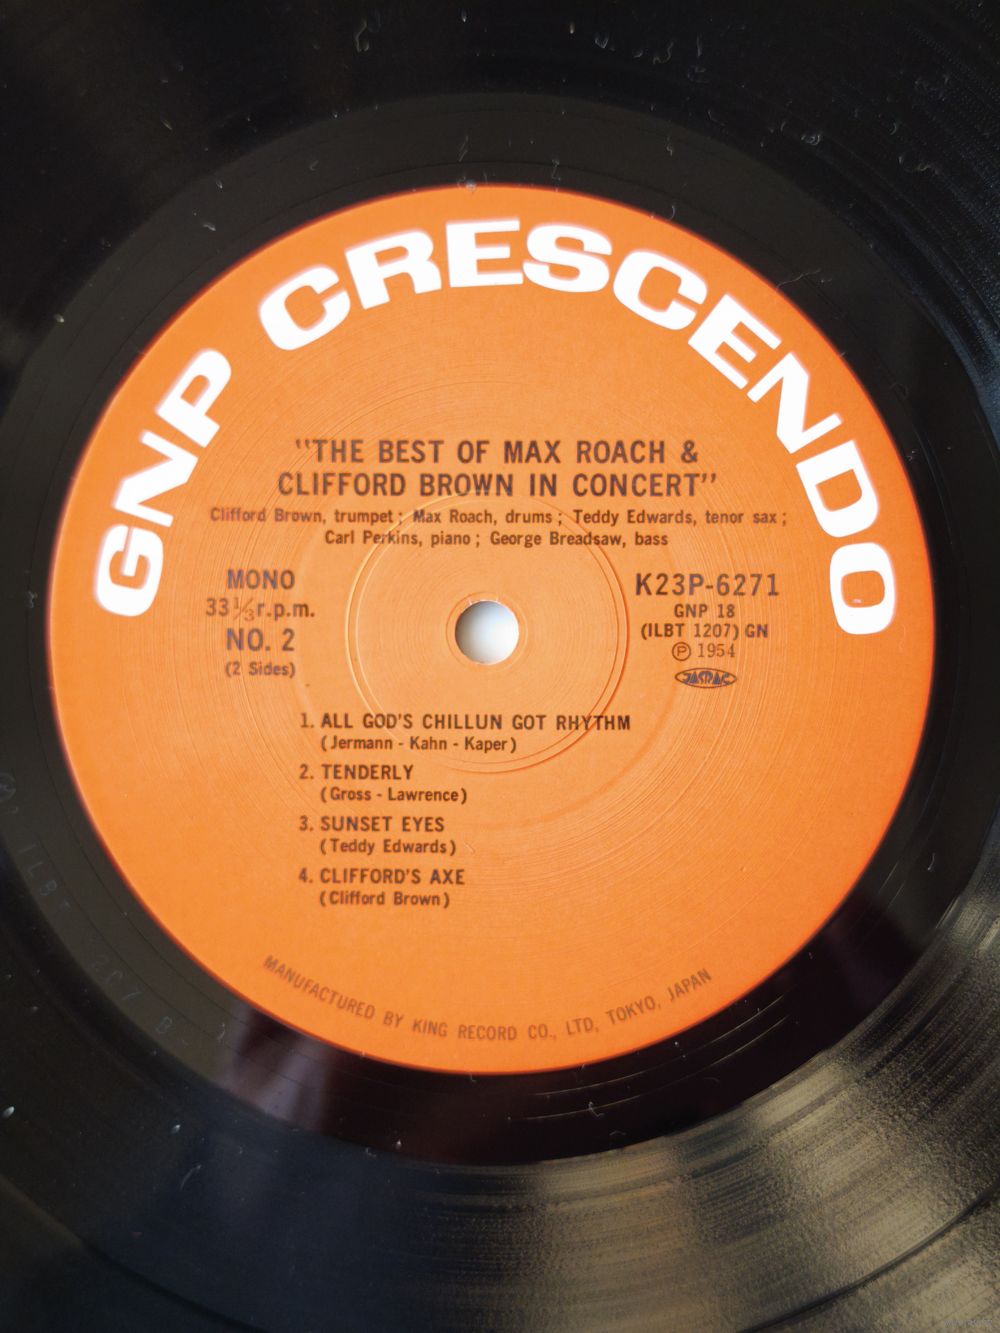 GNP CRESCENDO
"THE BEST OF MAX ROACH &
CLIFFORD BROWN IN CONCERT"
Clifford Brown, trumpet; Max Roach, drums; Teddy Edwards, tenor sax;
Carl Perkins, piano; George Breadsaw, bass
MONO
33⅓ r.p.m.
NO. 2
(2 Sides)
K23P-6271
GNP 18
(ILBT 1207) GN
Ⓟ 1954
JASRAC
1. ALL GOD'S CHILLUN GOT RHYTHM
(Jermann - Kahn - Kaper)
2. TENDERLY
(Gross - Lawrence)
3. SUNSET EYES
(Teddy Edwards)
4. CLIFFORD'S AXE
(Clifford Brown)
MANUFACTURED BY KING RECORD CO., LTD, TOKYO, JAPAN